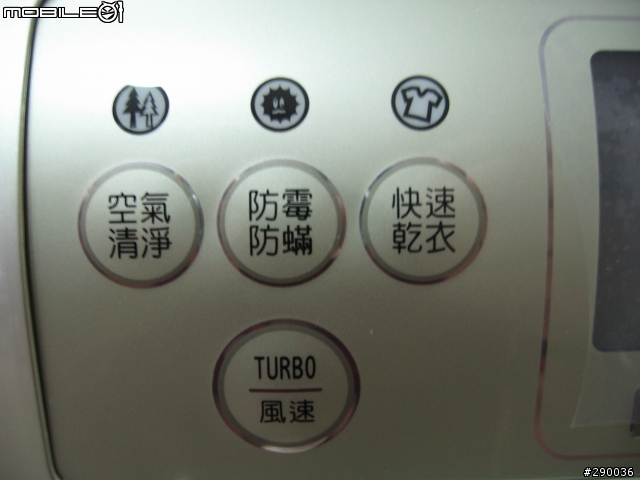 MOBILE01
空氣
清淨
防霉
防蟎
快速
乾衣
TURBO
風速
#290036